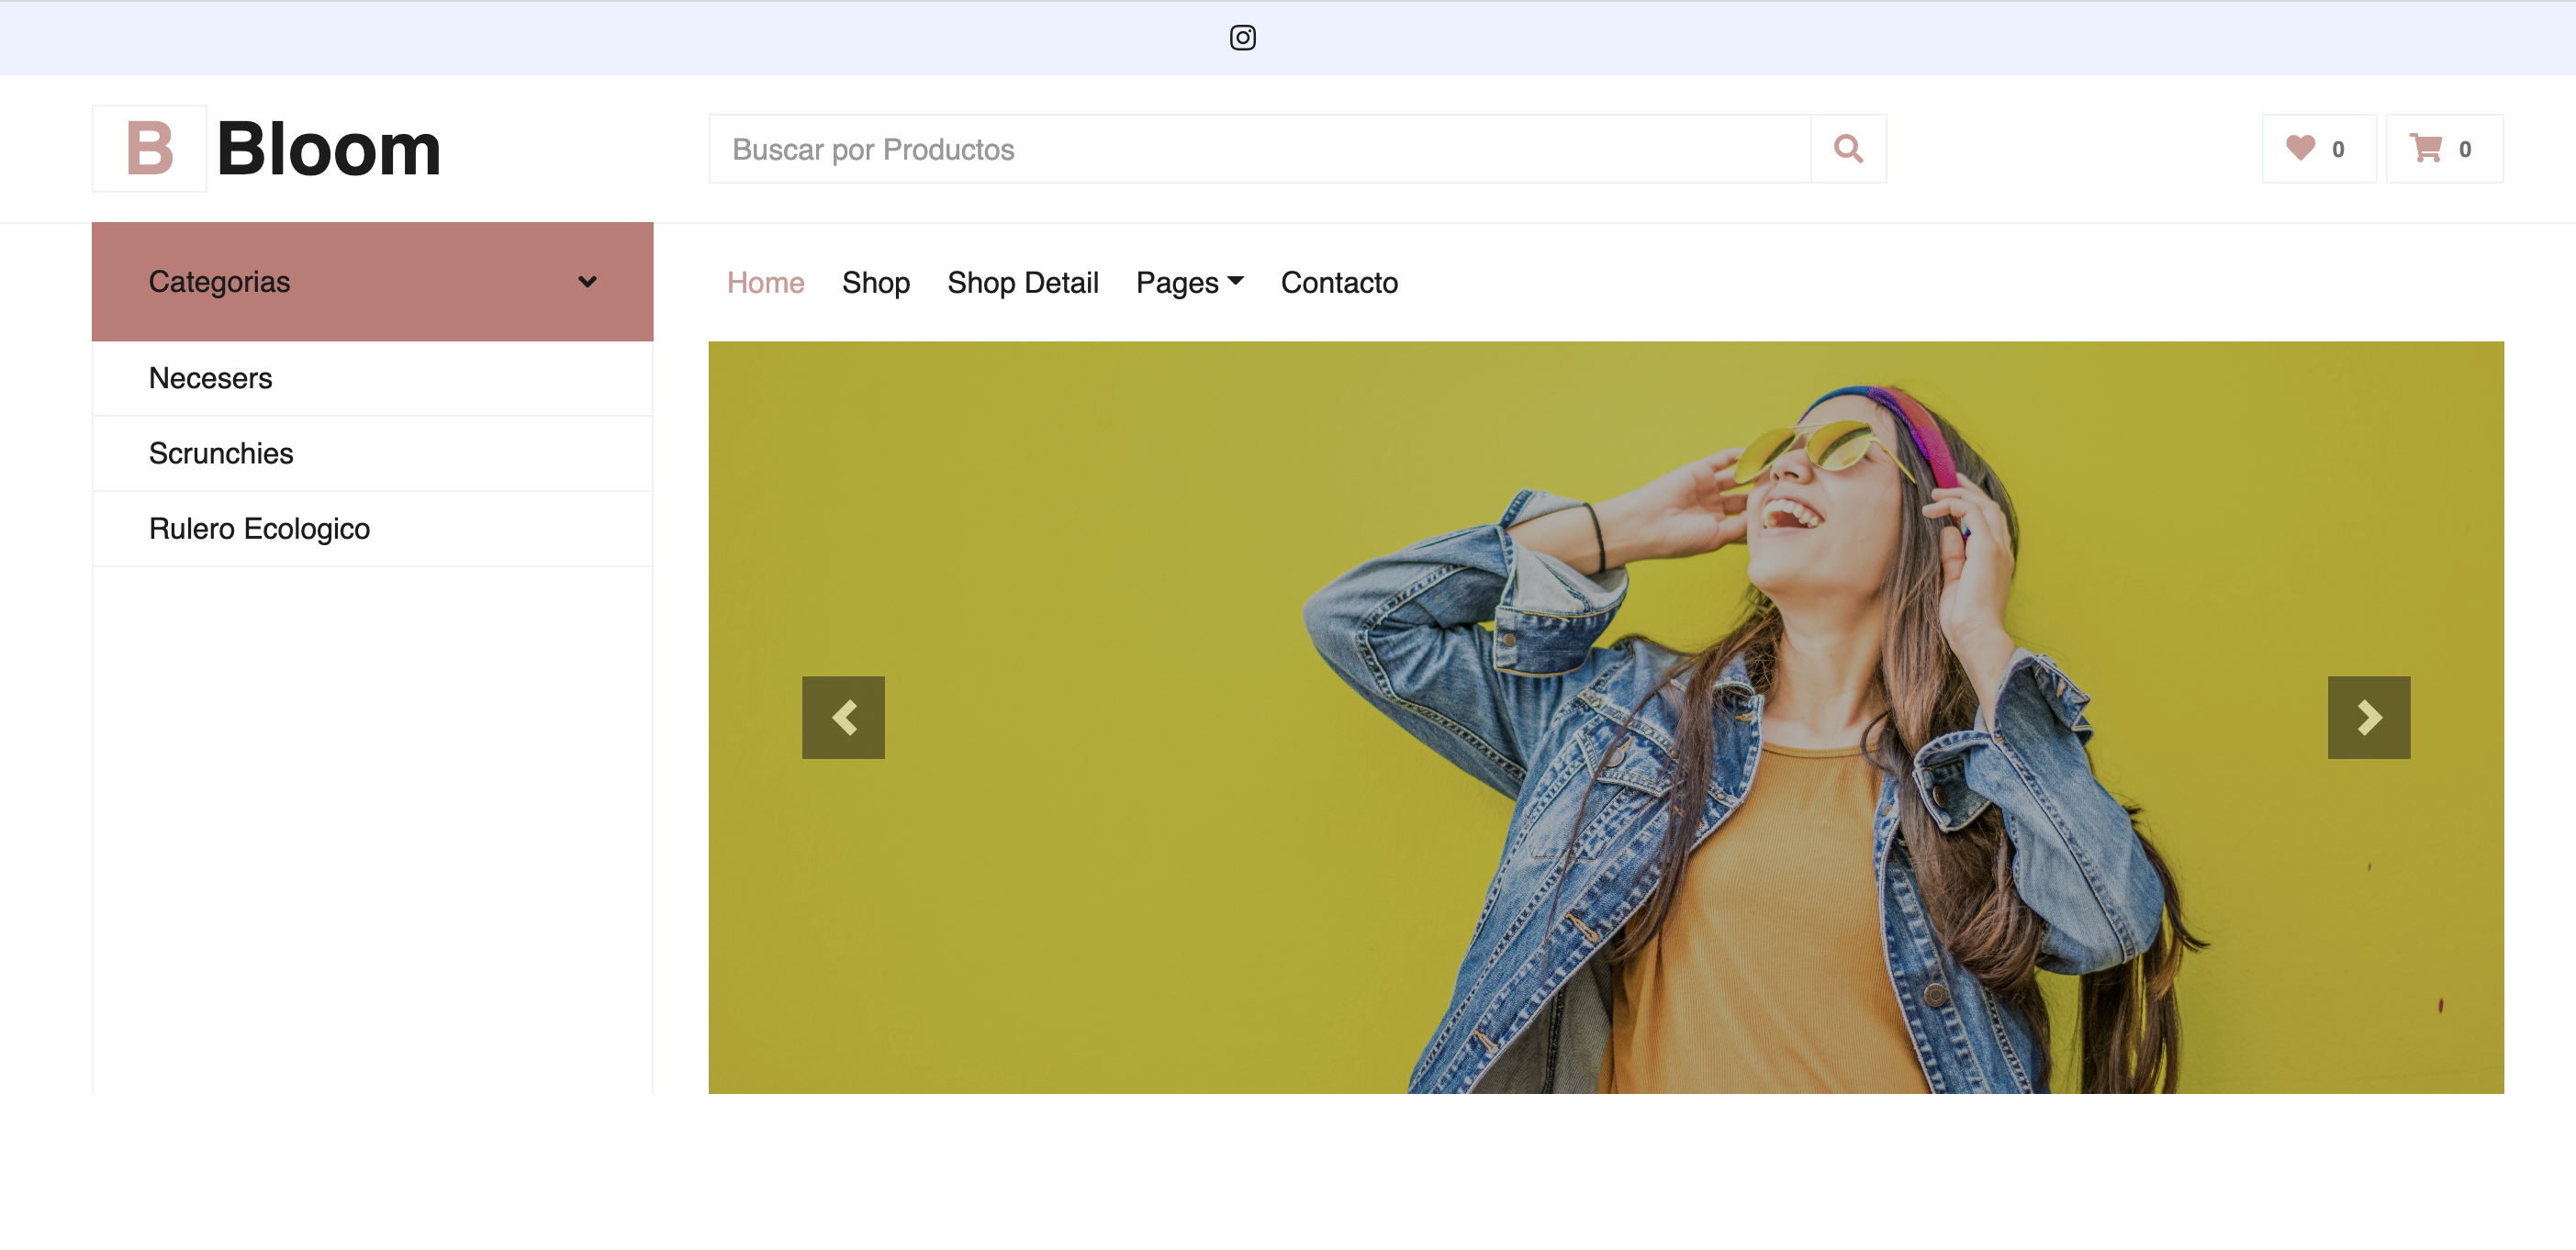 B Bloom
Buscar por Productos
0
0
Categorias
Home Shop Shop Detail Pages Contacto
Necesers
Scrunchies
Rulero Ecologico